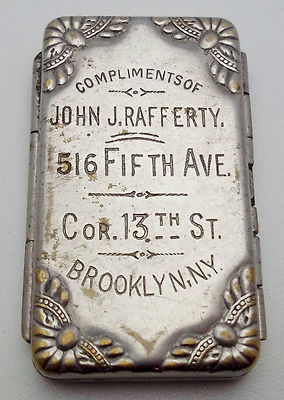 COMPLIMENTS OF
JOHN J. RAFFERTY.
516 FIFTH AVE.
COR. 13TH ST.
BROOKLYN, N.Y.